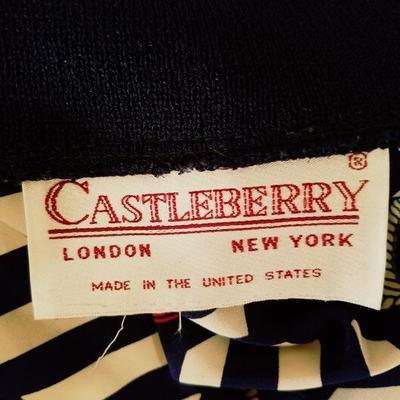 CASTLEBERRY ®
LONDON NEW YORK
MADE IN THE UNITED STATES